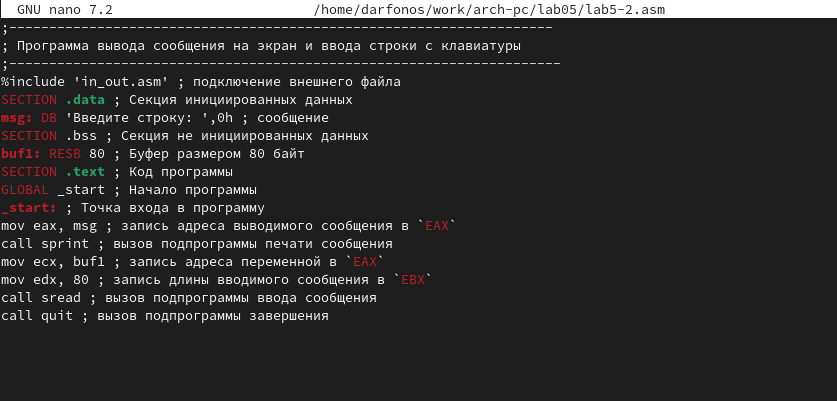 GNU nano 7.2 /home/darfonos/work/arch-pc/lab05/lab5-2.asm
;--------------------------------------------------------------------
; Программа вывода сообщения на экран и ввода строки с клавиатуры
;---------------------------------------------------------------------
%include 'in_out.asm' ; подключение внешнего файла
SECTION .data ; Секция инициированных данных
msg: DB 'Введите строку: ',0h ; сообщение
SECTION .bss ; Секция не инициированных данных
buf1: RESB 80 ; Буфер размером 80 байт
SECTION .text ; Код программы
GLOBAL _start ; Начало программы
_start: ; Точка входа в программу
mov eax, msg ; запись адреса выводимого сообщения в `EAX`
call sprint ; вызов подпрограммы печати сообщения
mov ecx, buf1 ; запись адреса переменной в `EAX`
mov edx, 80 ; запись длины вводимого сообщения в `EBX`
call sread ; вызов подпрограммы ввода сообщения
call quit ; вызов подпрограммы завершения